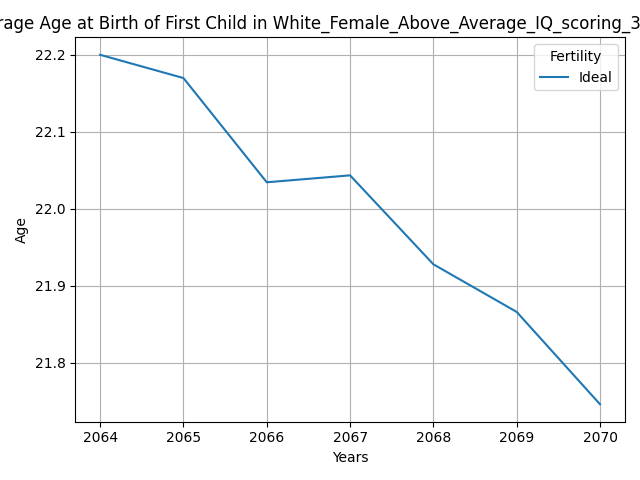 Age at Birth of First Child in White_Female_Above_Average_IQ_scoring_3
22.2
22.1
22.0
21.9
21.8
Age
Fertility
Ideal
2064 2065 2066 2067 2068 2069 2070
Years